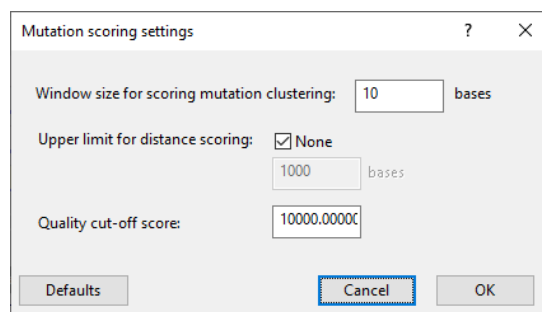 Mutation scoring settings ? ×
Window size for scoring mutation clustering: 10 bases
Upper limit for distance scoring: None
1000 bases
Quality cut-off score: 10000.0000
Defaults Cancel OK